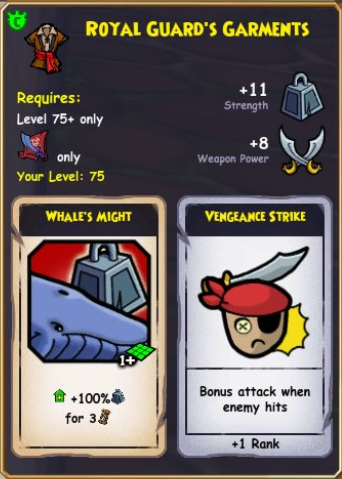 ROYAL GUARD'S GARMENTS
Requires:
Level 75+ only
only
Your Level: 75
+11
Strength
+8
Weapon Power
WHALE'S MIGHT
1+
+100%
for 3
VENGEANCE STRIKE
Bonus attack when
enemy hits
+1 Rank